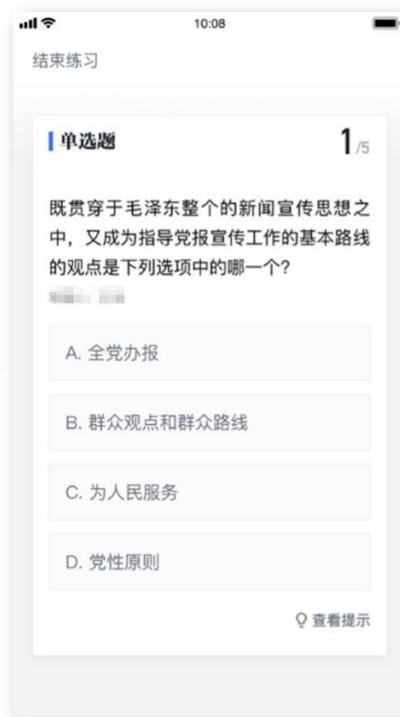 10:08
结束练习
单选题
1/5
既贯穿于毛泽东整个的新闻宣传思想之
中，又成为指导党报宣传工作的基本路线
的观点是下列选项中的哪一个?
A. 全党办报
B. 群众观点和群众路线
C. 为人民服务
D. 党性原则
查看提示